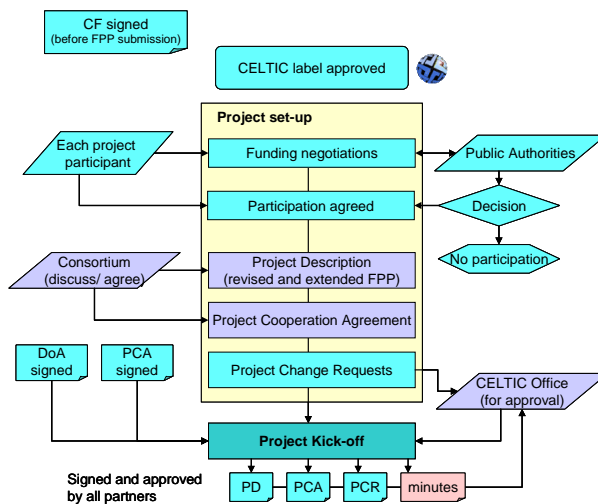 CF signed
(before FPP submission)
CELTIC label approved
Project set-up
Each project
participant
Funding negotiations
Public Authorities
Participation agreed
Decision
No participation
Consortium
(discuss/ agree)
Project Description
(revised and extended FPP)
Project Cooperation Agreement
DoA
signed
PCA
signed
Project Change Requests
CELTIC Office
(for approval)
Project Kick-off
Signed and approved
by all partners
PD
PCA
PCR
minutes